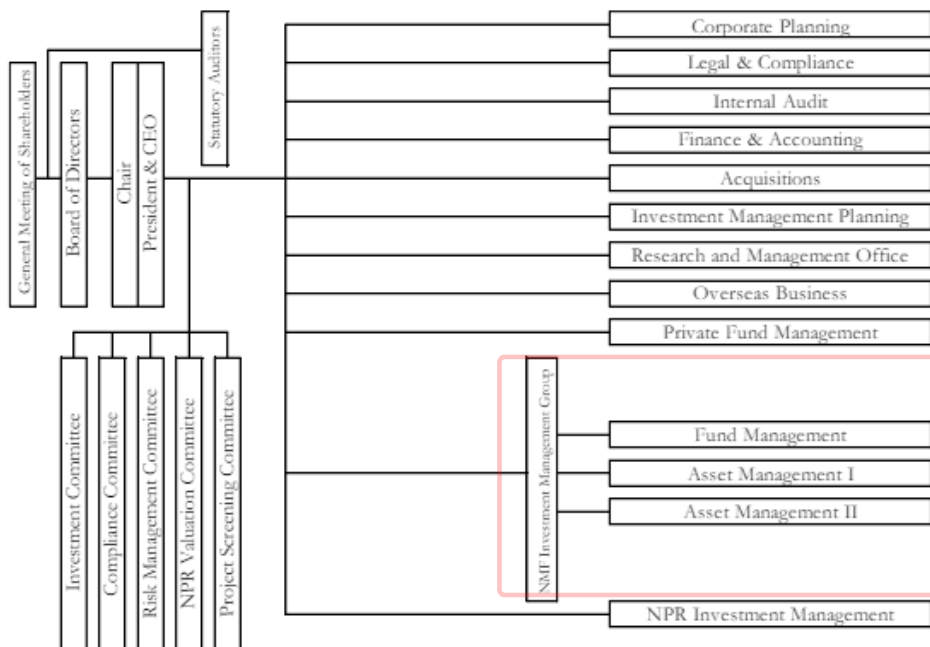 General Meeting of Shareholders
Board of Directors
Chair
President & CEO
Statutory Auditors
Investment Committee
Compliance Committee
Risk Management Committee
NPR Valuation Committee
Project Screening Committee
Corporate Planning
Legal & Compliance
Internal Audit
Finance & Accounting
Acquisitions
Investment Management Planning
Research and Management Office
Overseas Business
Private Fund Management
NMF Investment Management Group
Fund Management
Asset Management I
Asset Management II
NPR Investment Management